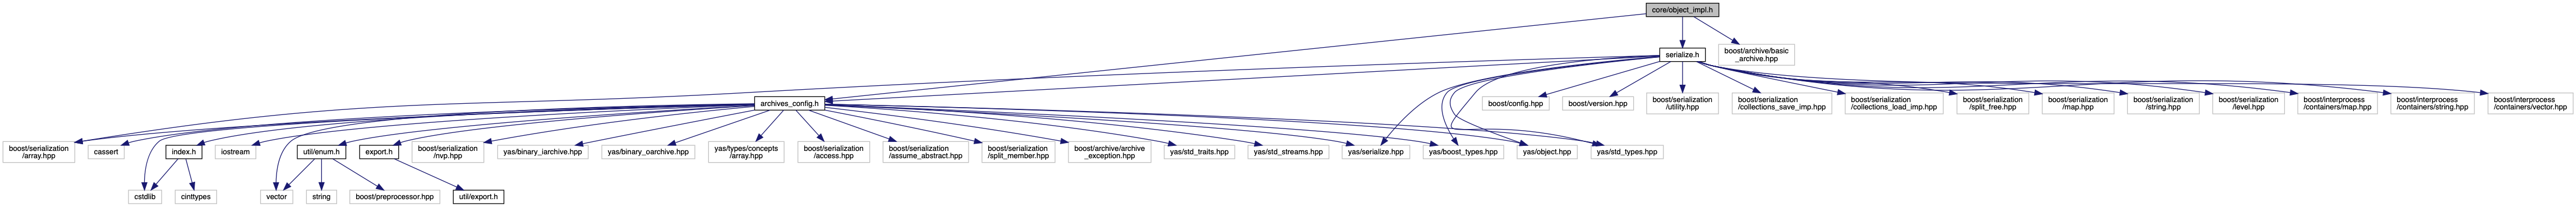 core/object_impl.h
serialize.h
boost/archive/basic
_archive.hpp
archives_config.h
boost/config.hpp
boost/version.hpp
boost/serialization
/utility.hpp
boost/serialization
/collections_save_imp.hpp
boost/serialization
/collections_load_imp.hpp
boost/serialization
/split_free.hpp
boost/serialization
/map.hpp
boost/serialization
/string.hpp
boost/serialization
/level.hpp
boost/interprocess
/containers/map.hpp
boost/interprocess
/containers/string.hpp
boost/interprocess
/containers/vector.hpp
boost/serialization
/array.hpp
cassert
index.h
iostream
util/enum.h
export.h
boost/serialization
/nvp.hpp
yas/binary_iarchive.hpp
yas/binary_oarchive.hpp
yas/types/concepts
/array.hpp
boost/serialization
/access.hpp
boost/serialization
/assume_abstract.hpp
boost/serialization
/split_member.hpp
boost/archive/archive
_exception.hpp
yas/std_traits.hpp
yas/std_streams.hpp
yas/serialize.hpp
yas/boost_types.hpp
yas/object.hpp
yas/std_types.hpp
cstdlib
cinttypes
vector
string
boost/preprocessor.hpp
util/export.h